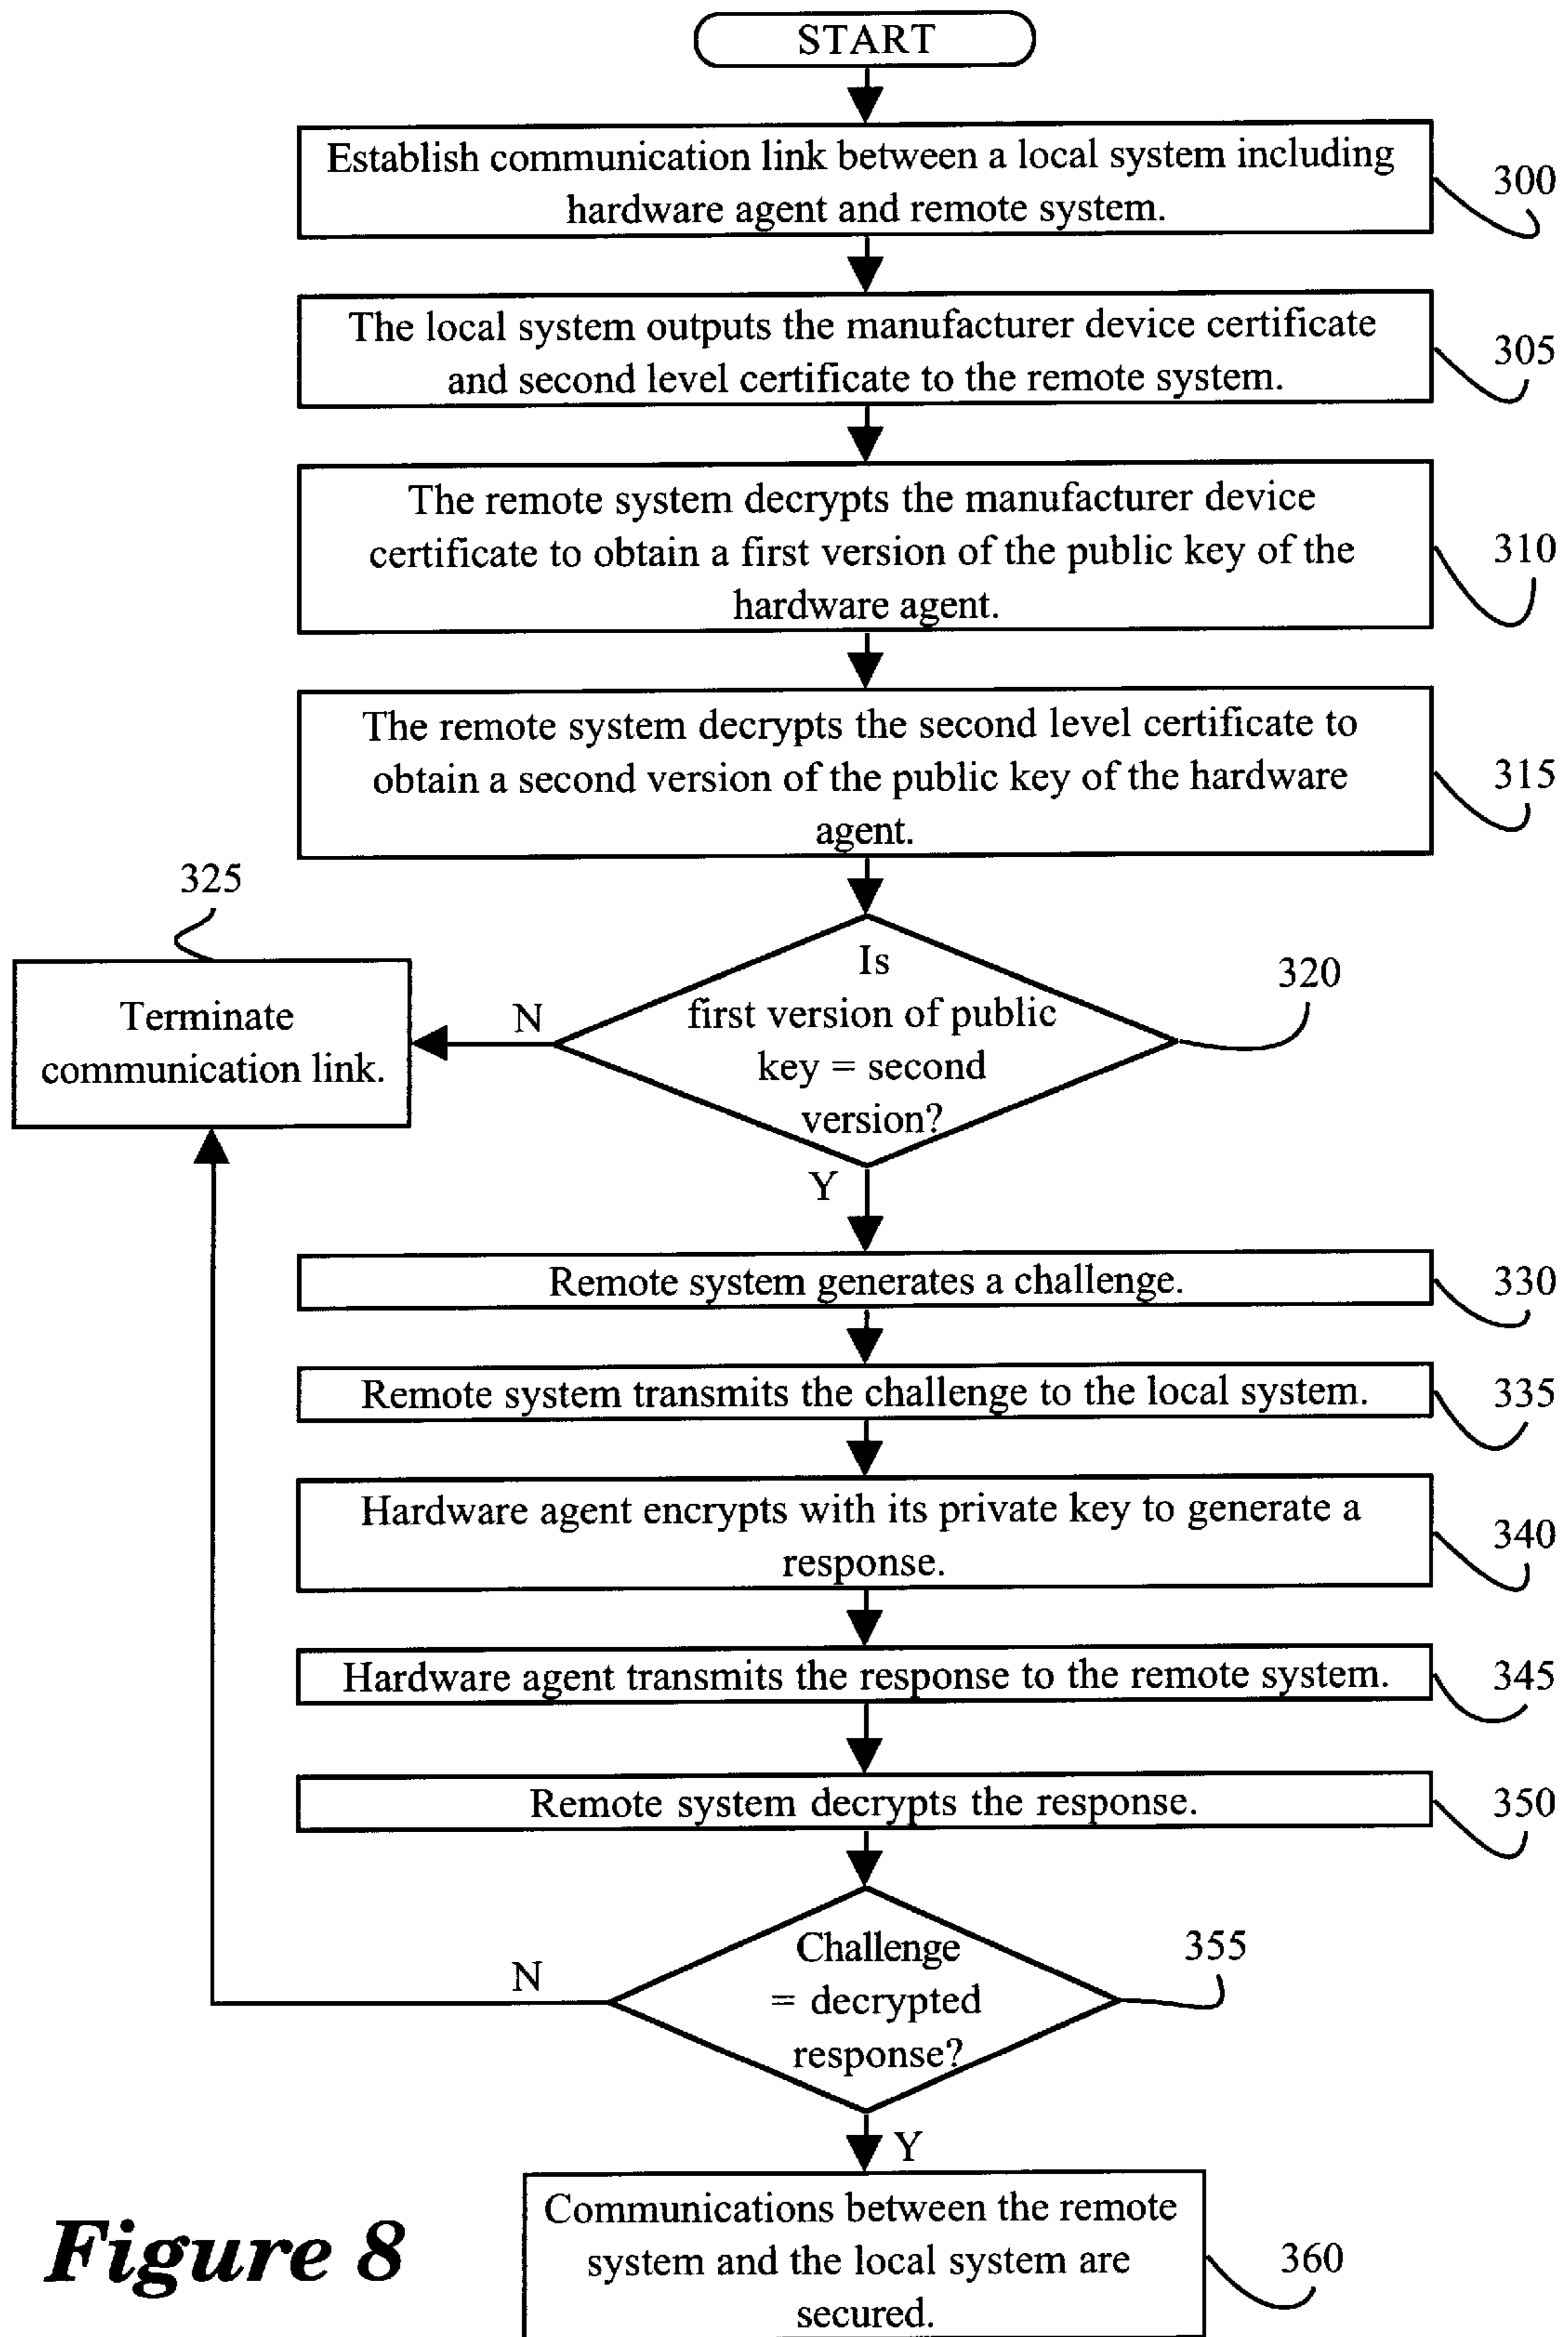 START
Establish communication link between a local system including
hardware agent and remote system.
300
The local system outputs the manufacturer device certificate
and second level certificate to the remote system.
305
The remote system decrypts the manufacturer device
certificate to obtain a first version of the public key of the
hardware agent.
310
The remote system decrypts the second level certificate to
obtain a second version of the public key of the hardware
agent.
315
325
Terminate
communication link.
N
Is
first version of public
key = second
version?
320
Y
Remote system generates a challenge.
330
Remote system transmits the challenge to the local system.
335
Hardware agent encrypts with its private key to generate a
response.
340
Hardware agent transmits the response to the remote system.
345
Remote system decrypts the response.
350
N
Challenge
= decrypted
response?
355
Y
Communications between the remote
system and the local system are
secured.
360
Figure 8